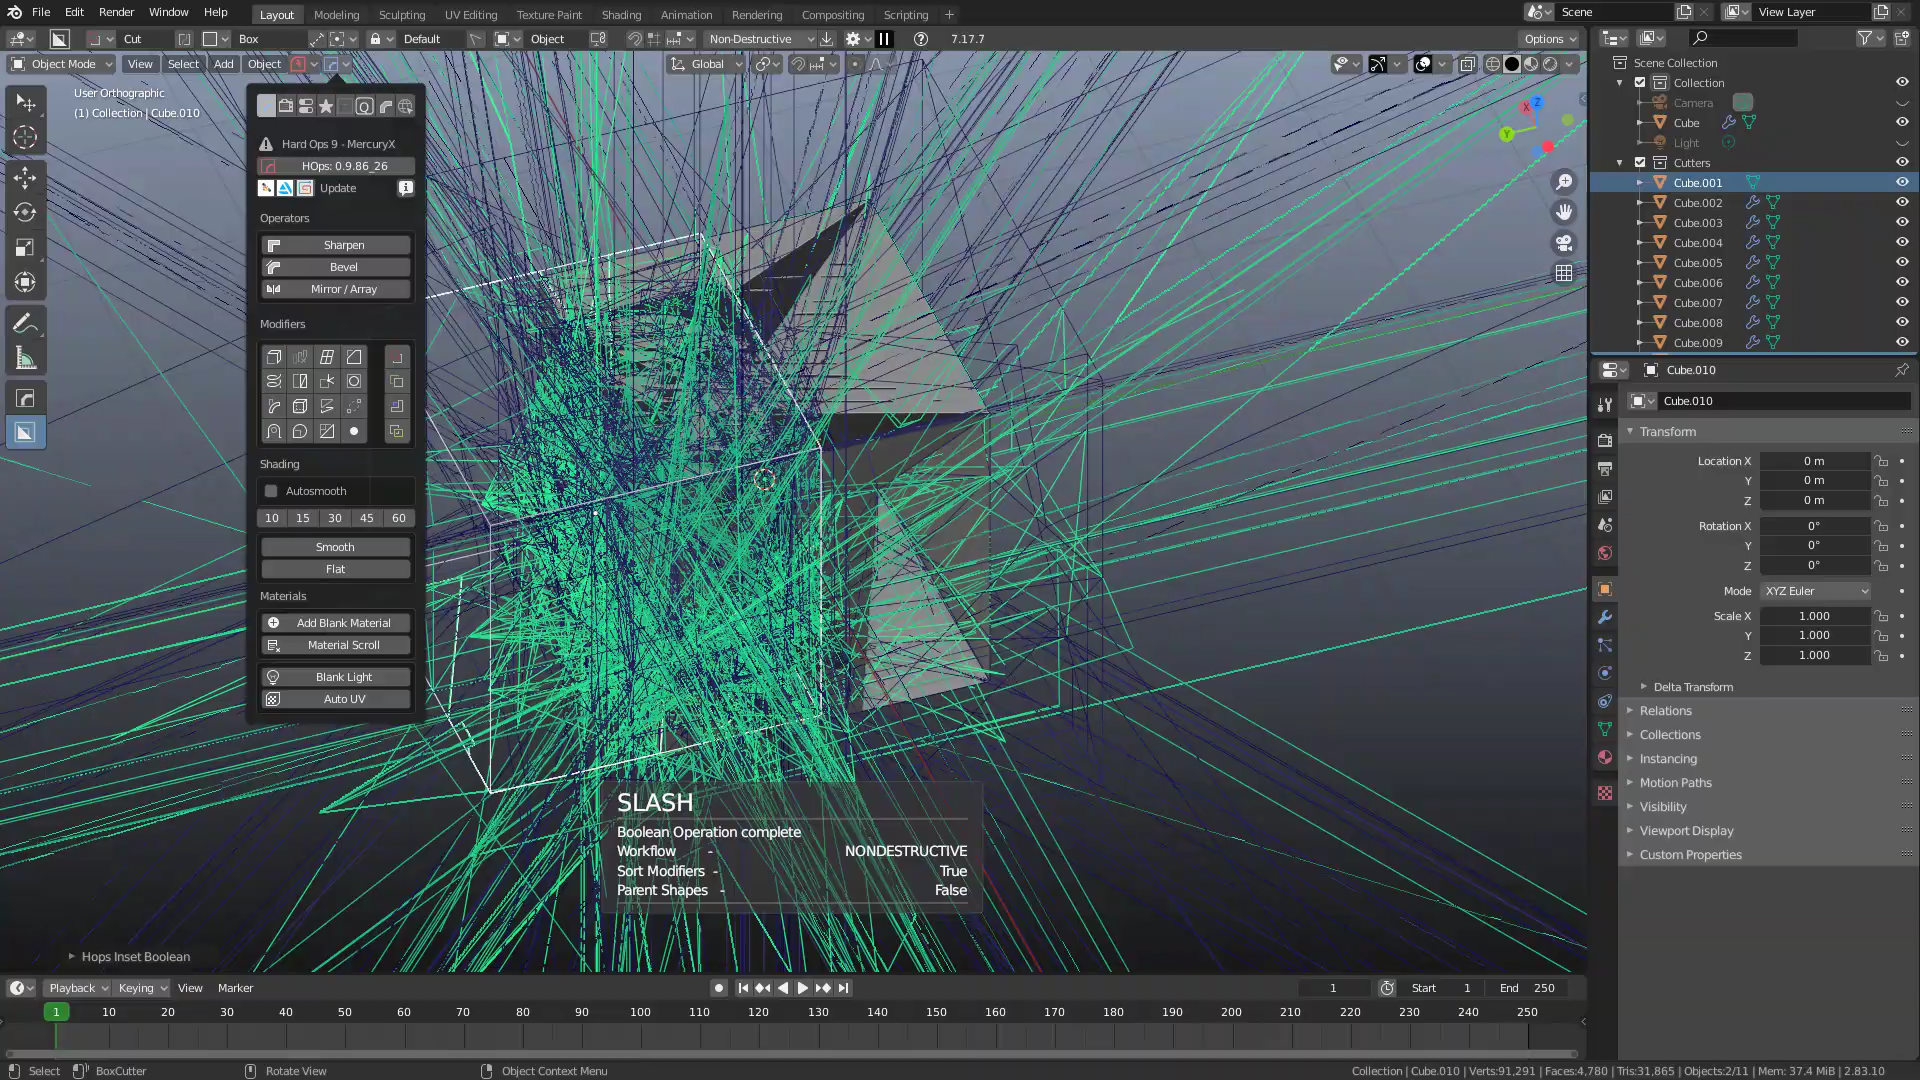 File Edit Render Window Help Layout Modeling Sculpting UV Editing Texture Paint Shading Animation Rendering Compositing Scripting + Scene View Layer
Cut Box Default Object Non-Destructive 7.17.7 Options
Object Mode View Select Add Object Global
User Orthographic
(1) Collection | Cube.010
Hard Ops 9 - MercuryX
HOps: 0.9.86_26
Update
Operators
Sharpen
Bevel
Mirror / Array
Modifiers
Shading
Autosmooth
10 15 30 45 60
Smooth
Flat
Materials
Add Blank Material
Material Scroll
Blank Light
Auto UV
X
Y
Z
SLASH
Boolean Operation complete
Workflow - NONDESTRUCTIVE
Sort Modifiers - True
Parent Shapes - False
Hops Inset Boolean
Scene Collection
Collection
Camera
Cube
Light
Cutters
Cube.001
Cube.002
Cube.003
Cube.004
Cube.005
Cube.006
Cube.007
Cube.008
Cube.009
Cube.010
Cube.010
Transform
Location X 0 m
Y 0 m
Z 0 m
Rotation X 0°
Y 0°
Z 0°
Mode XYZ Euler
Scale X 1.000
Y 1.000
Z 1.000
Delta Transform
Relations
Collections
Instancing
Motion Paths
Visibility
Viewport Display
Custom Properties
Playback Keying View Marker 1 Start 1 End 250
1 10 20 30 40 50 60 70 80 90 100 110 120 130 140 150 160 170 180 190 200 210 220 230 240 250
Select BoxCutter Rotate View Object Context Menu Collection | Cube.010 | Verts:91,291 | Faces:4,780 | Tris:31,865 | Objects:2/11 | Mem: 37.4 MiB | 2.83.10